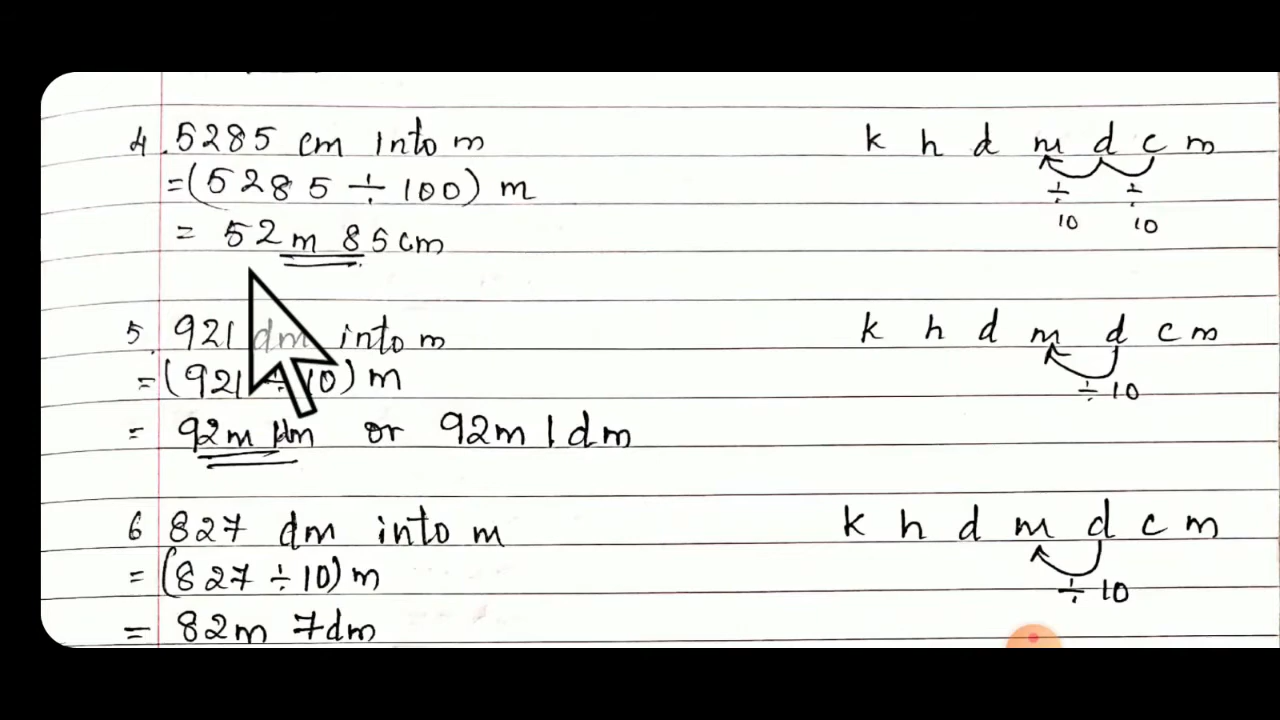 4. 5285 cm into m
k h d m d c m
=(5285 ÷ 100) m
÷ ÷
10 10
= 52 m 85 cm
5. 921 dm into m
k h d m d c m
=(921 ÷ 10) m
÷ 10
= 92m 1dm or 92m 1dm
6 827 dm into m
k h d m d c m
=(827 ÷ 10) m
÷ 10
= 82m 7dm